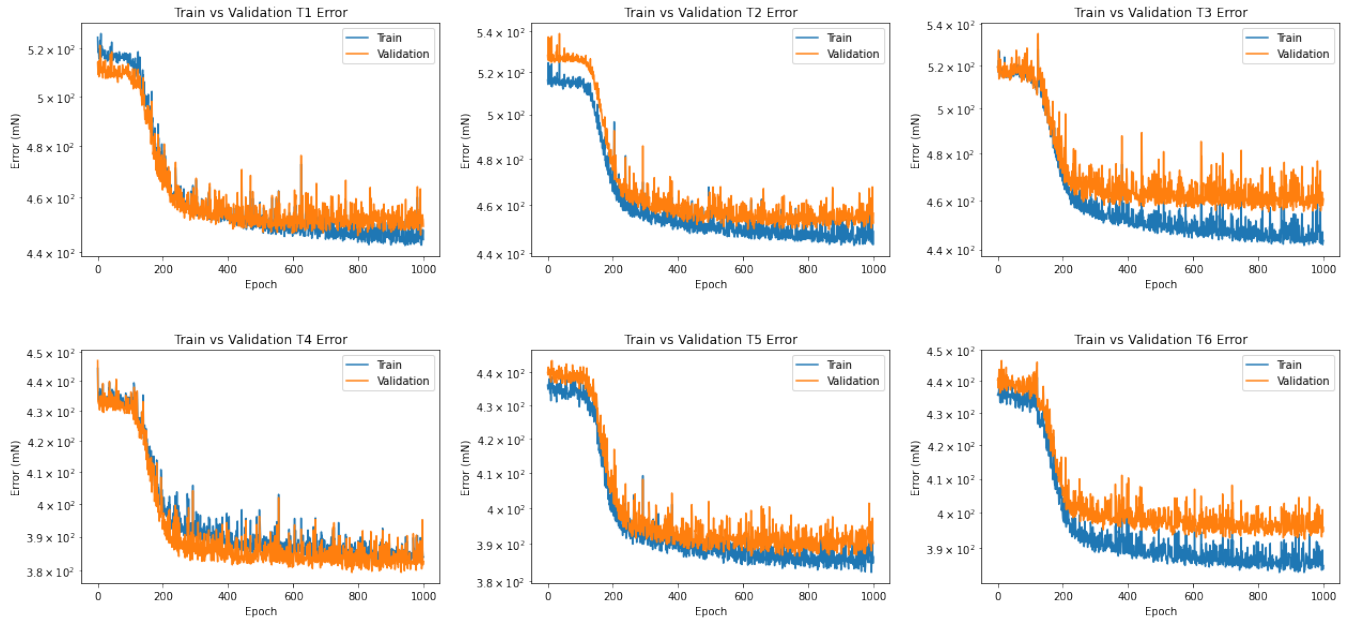 Train vs Validation T1 Error
Train
Validation
5.2 × 10²
5 × 10²
4.8 × 10²
4.6 × 10²
4.4 × 10²
Error (mN)
0 200 400 600 800 1000
Epoch
Train vs Validation T2 Error
Train
Validation
5.4 × 10²
5.2 × 10²
5 × 10²
4.8 × 10²
4.6 × 10²
4.4 × 10²
Error (mN)
0 200 400 600 800 1000
Epoch
Train vs Validation T3 Error
Train
Validation
5.4 × 10²
5.2 × 10²
5 × 10²
4.8 × 10²
4.6 × 10²
4.4 × 10²
Error (mN)
0 200 400 600 800 1000
Epoch
Train vs Validation T4 Error
Train
Validation
4.5 × 10²
4.4 × 10²
4.3 × 10²
4.2 × 10²
4.1 × 10²
4 × 10²
3.9 × 10²
3.8 × 10²
Error (mN)
0 200 400 600 800 1000
Epoch
Train vs Validation T5 Error
Train
Validation
4.4 × 10²
4.3 × 10²
4.2 × 10²
4.1 × 10²
4 × 10²
3.9 × 10²
3.8 × 10²
Error (mN)
0 200 400 600 800 1000
Epoch
Train vs Validation T6 Error
Train
Validation
4.5 × 10²
4.4 × 10²
4.3 × 10²
4.2 × 10²
4.1 × 10²
4 × 10²
3.9 × 10²
Error (mN)
0 200 400 600 800 1000
Epoch